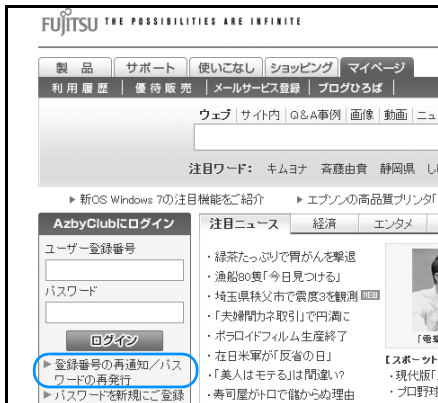 FUJITSU THE POSSIBILITIES ARE INFINITE
製品 サポート 使いこなし ショッピング マイページ
利用履歴 優待販売 メールサービス登録 ブログひろば
ウェブ サイト内 Q&A事例 画像 動画 ニュ
注目ワード： キムヨナ 斉藤由貴 静岡県
▶新OS Windows 7の注目機能をご紹介 ▶エプソンの高品質プリンタ「
AzbyClubにログイン 注目ニュース 経済 エンタメ
ユーザー登録番号
・緑茶たっぷりで胃がんを撃退
・漁船80隻「今日見つける」
パスワード
・埼玉県秩父市で震度3を観測 NEW
・「夫婦間カネ取引」で円満に
ログイン
・ポラロイドフィルム生産終了
「電撃
▶登録番号の再通知／パスワードの再発行
・在日米軍が「反省の日」
【スポーツト
・「美人はモテる」は間違い?
・現代版「
▶パスワードを新規にご登録
・寿司屋がトロで儲からぬ理由
・プロ野球